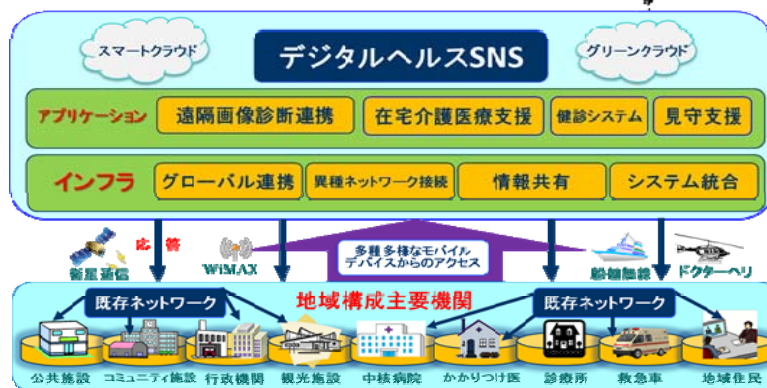 スマートクラウド
デジタルヘルスSNS
グリーンクラウド
アプリケーション
遠隔画像診断連携
在宅介護医療支援
健診システム
見守支援
インフラ
グローバル連携
異種ネットワーク接続
情報共有
システム統合
衛星通信
応答
WiMAX
多種多様なモバイル
デバイスからのアクセス
船舶無線
ドクターヘリ
既存ネットワーク
地域構成主要機関
既存ネットワーク
公共施設
コミュニティ施設
行政機関
観光施設
中核病院
かかりつけ医
診療所
救急車
地域住民